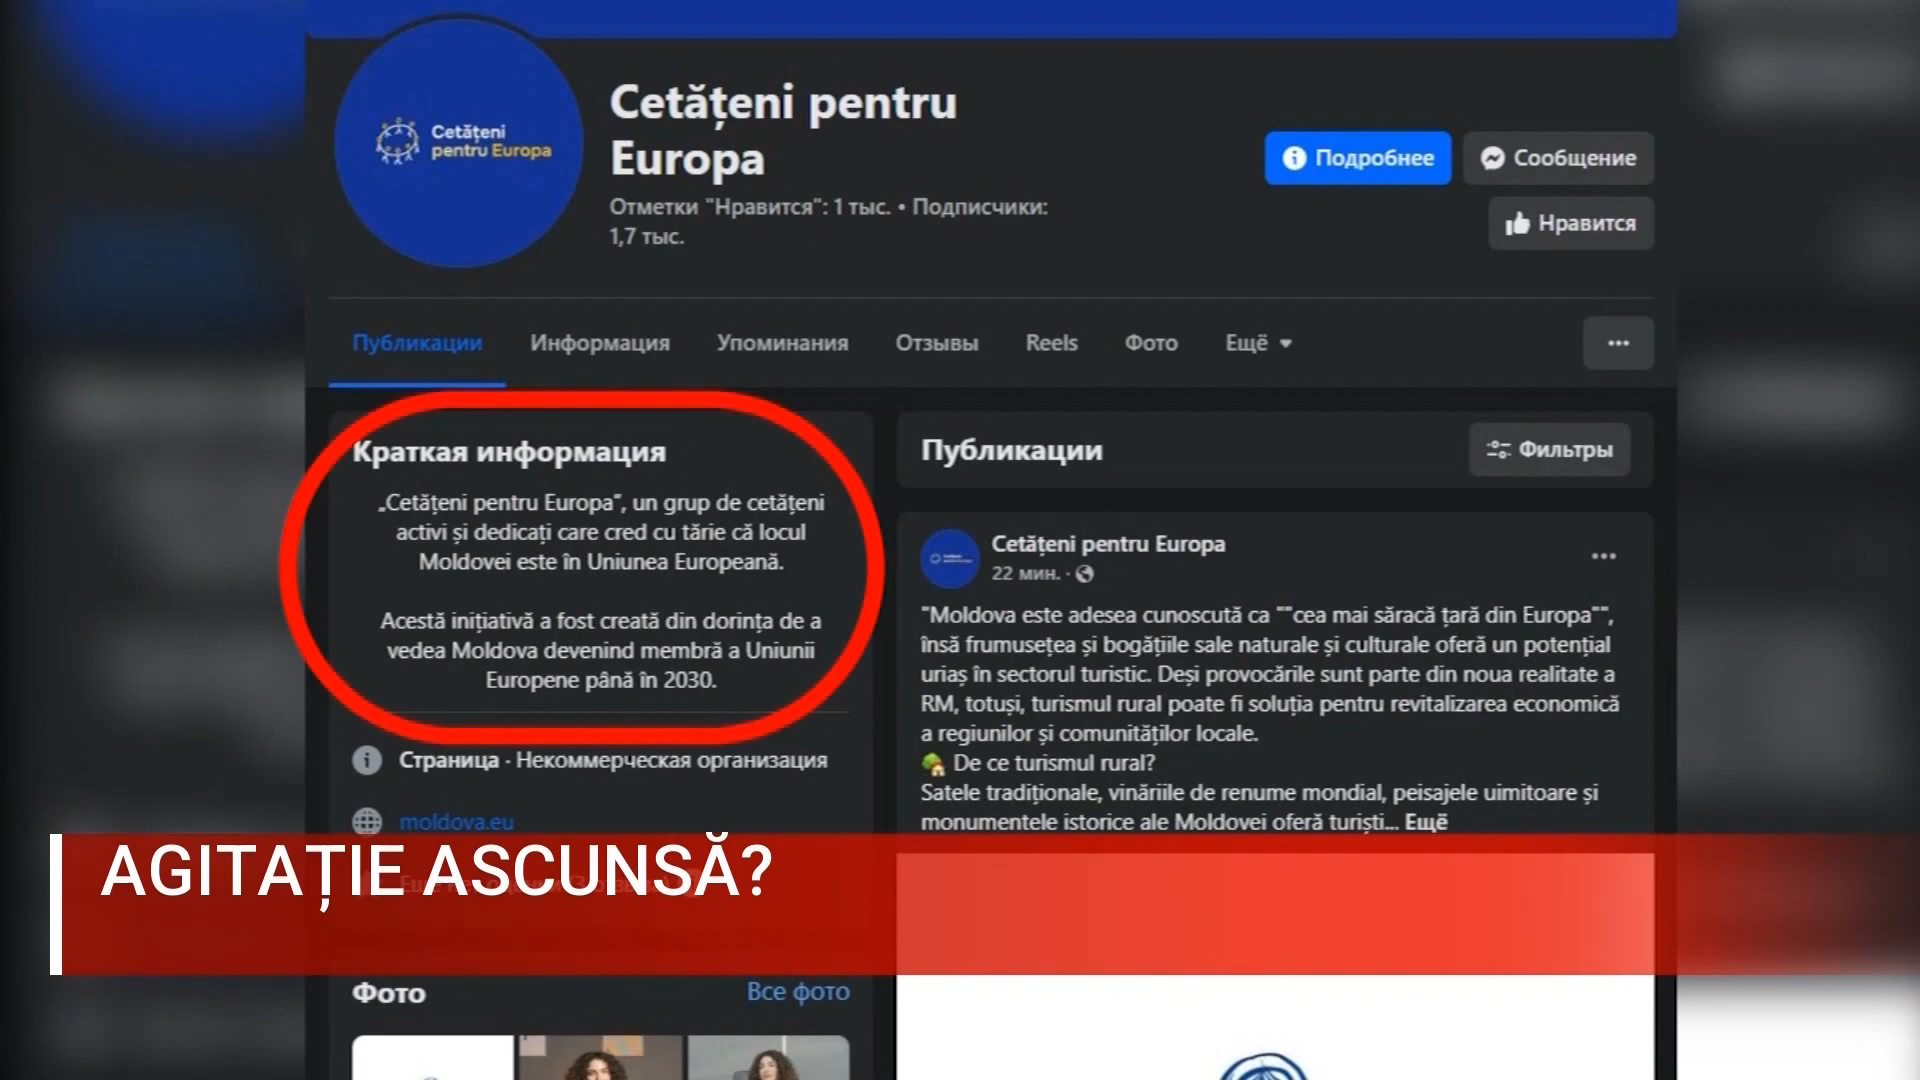 Cetățeni
pentru Europa
Cetățeni pentru
Europa
Отметки "Нравится": 1 тыс. • Подписчики:
1,7 тыс.
Подробнее
Сообщение
Нравится
Публикации
Информация
Упоминания
Отзывы
Reels
Фото
Ещё
Краткая информация
„Cetățeni pentru Europa", un grup de cetățeni
activi și dedicați care cred cu tărie că locul
Moldovei este în Uniunea Europeană.
Acestă inițiativă a fost creată din dorința de a
vedea Moldova devenind membră a Uniunii
Europene până în 2030.
Страница · Некоммерческая организация
moldova.eu
Фото
Все фото
Публикации
Фильтры
Cetățeni pentru Europa
22 мин. ·
"Moldova este adesea cunoscută ca ""cea mai săracă țară din Europa"",
însă frumusețea și bogățiile sale naturale și culturale oferă un potențial
uriaș în sectorul turistic. Deși provocările sunt parte din noua realitate a
RM, totuși, turismul rural poate fi soluția pentru revitalizarea economică
a regiunilor și comunităților locale.
De ce turismul rural?
Satele tradiționale, vinăriile de renume mondial, peisajele uimitoare și
monumentele istorice ale Moldovei oferă turiști... Ещё
AGITAȚIE ASCUNSĂ?